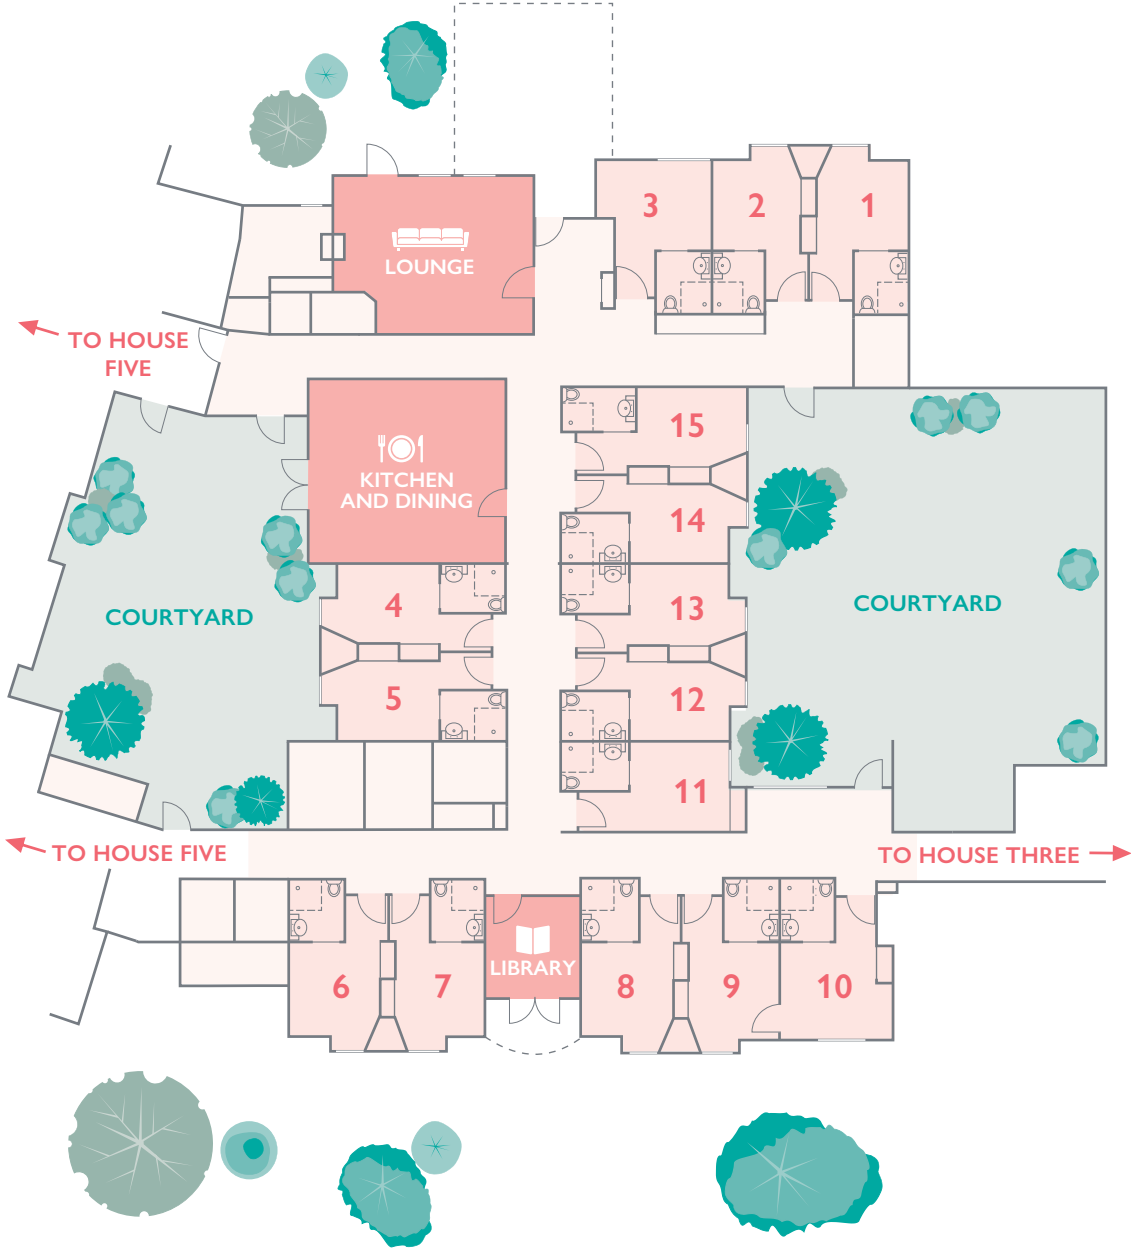 3
2
1
LOUNGE
TO HOUSE
FIVE
15
KITCHEN
AND DINING
14
4
13
COURTYARD
COURTYARD
5
12
11
TO HOUSE FIVE
TO HOUSE THREE
LIBRARY
6
7
8
9
10